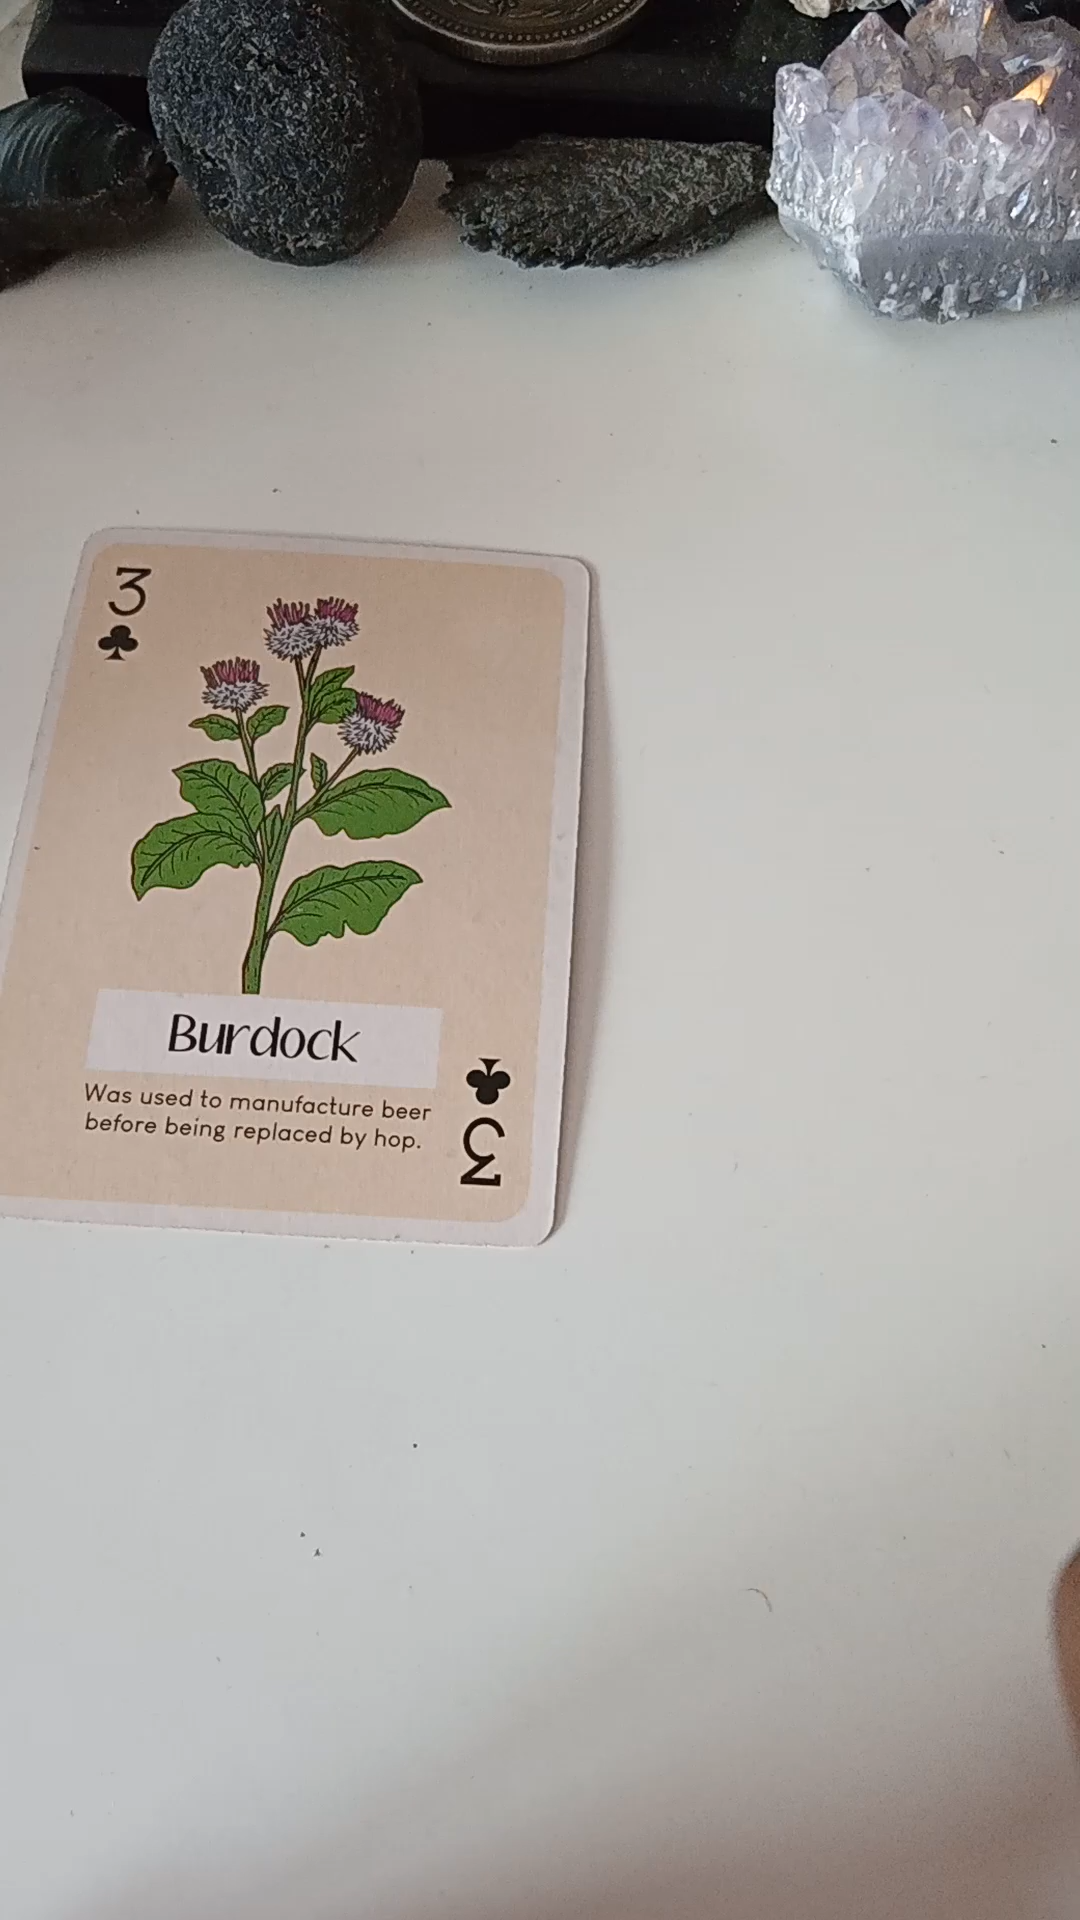 3
Burdock
Was used to manufacture beer
before being replaced by hop.
3